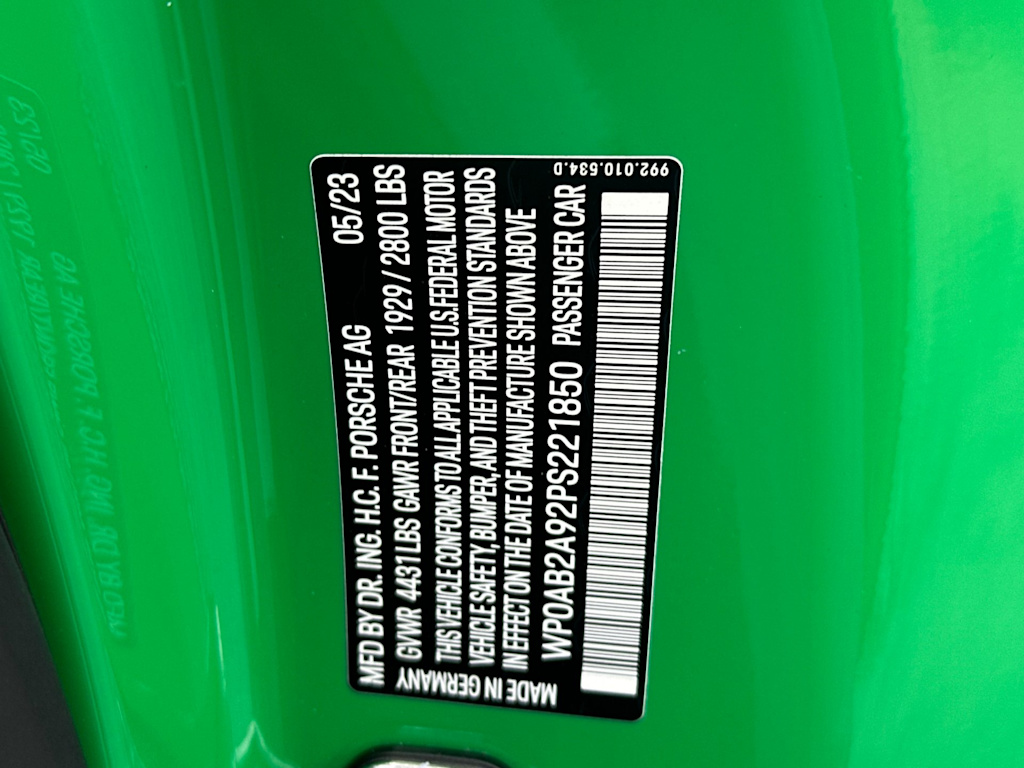 MFD BY DR. ING. H.C. F. PORSCHE AG 05/23
GVWR 4431 LBS GAWR FRONT/REAR 1929 / 2800 LBS
THIS VEHICLE CONFORMS TO ALL APPLICABLE U.S. FEDERAL MOTOR
VEHICLE SAFETY, BUMPER, AND THEFT PREVENTION STANDARDS
IN EFFECT ON THE DATE OF MANUFACTURE SHOWN ABOVE
WP0AB2A92PS221850 PASSENGER CAR
MADE IN GERMANY
992.010.534.D